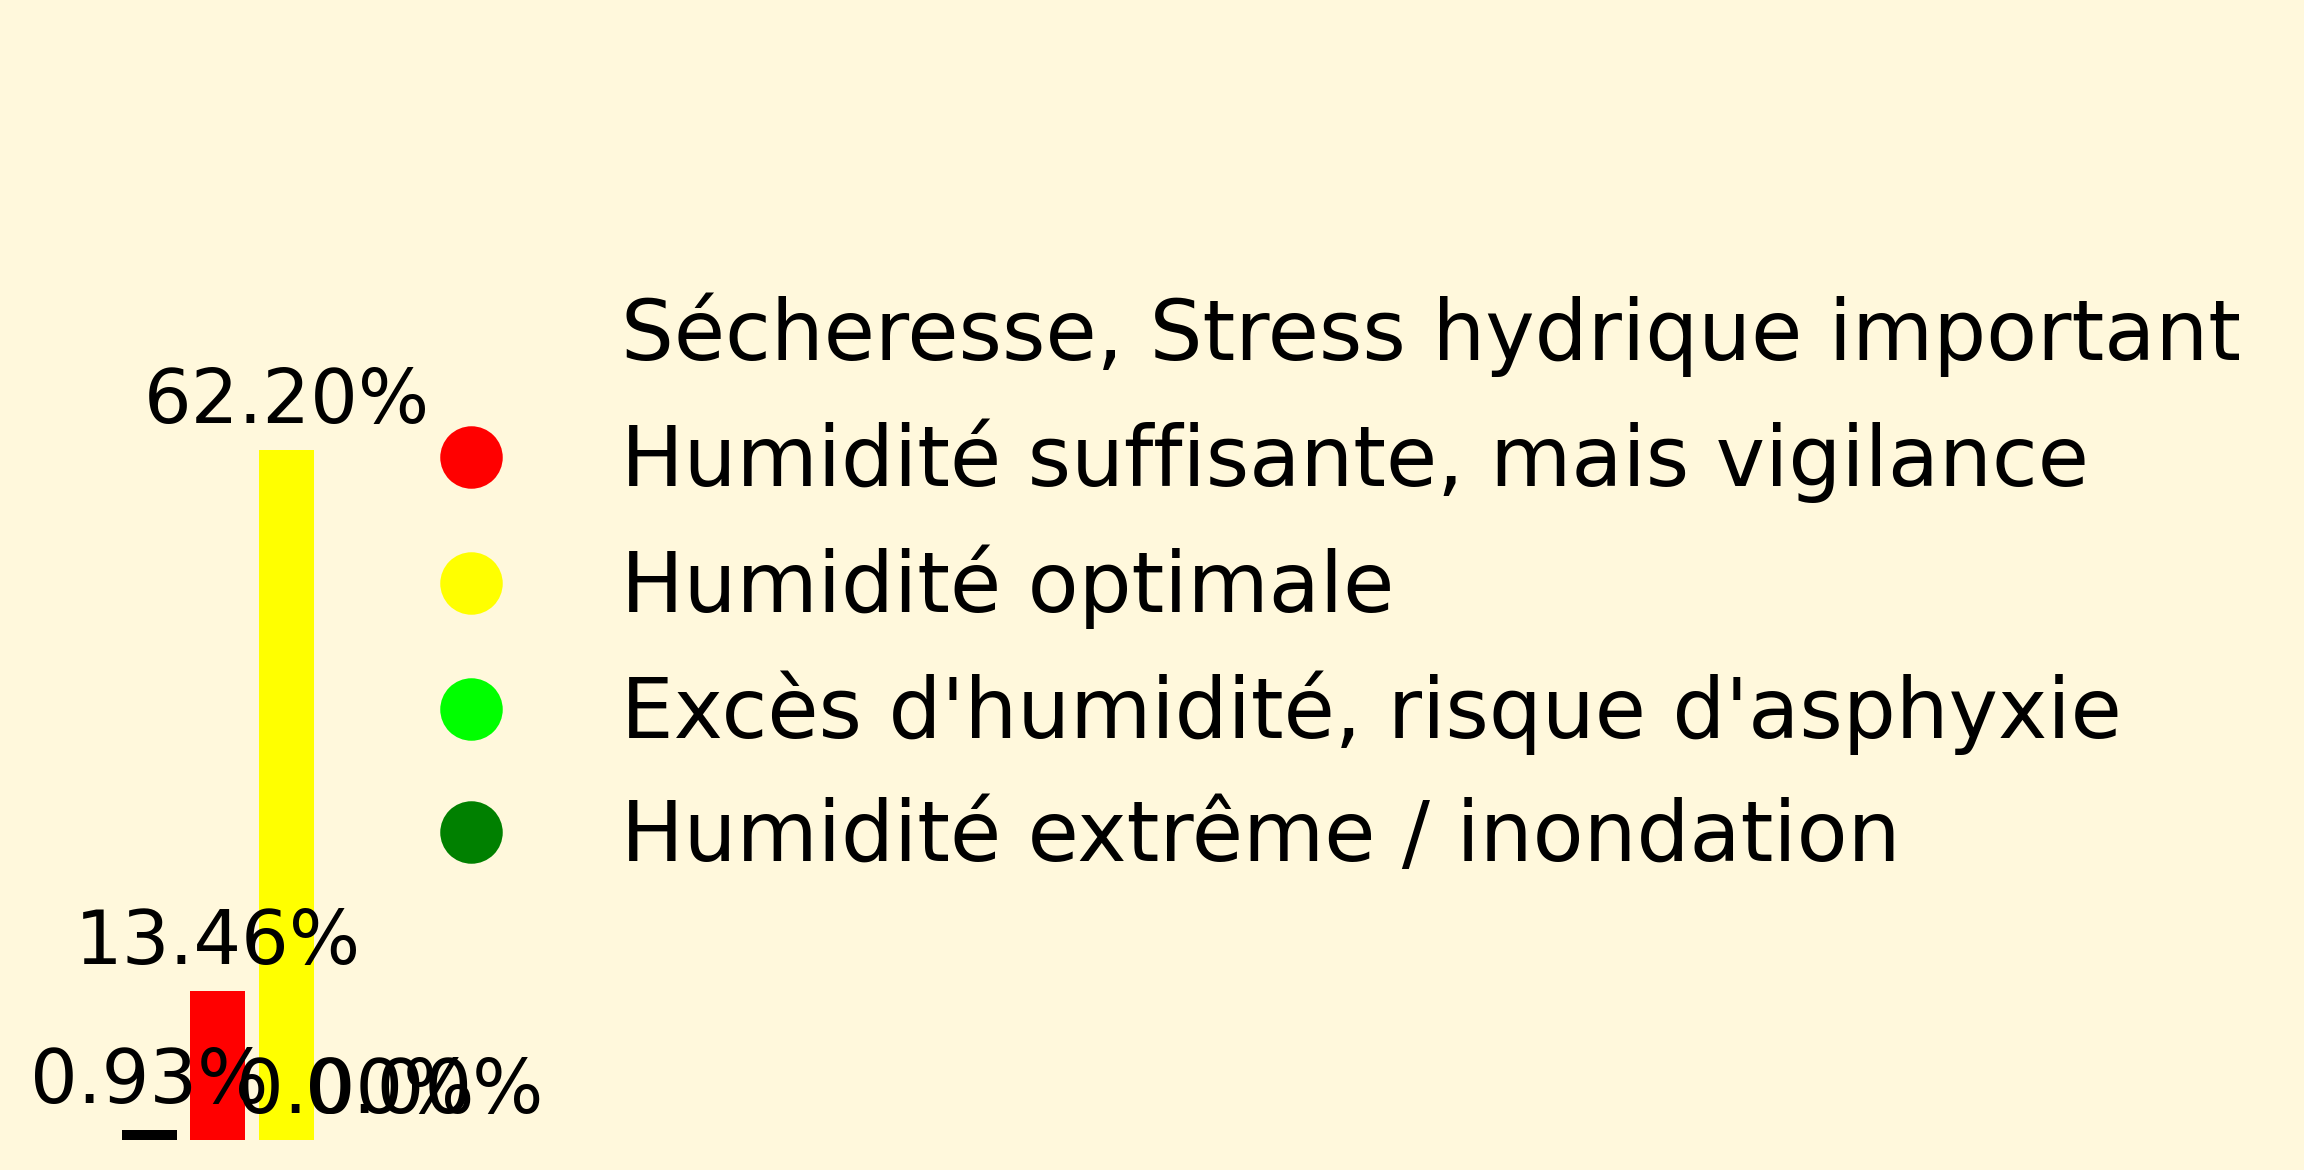 Sécheresse, Stress hydrique important
62.20%
Humidité suffisante, mais vigilance
Humidité optimale
Excès d'humidité, risque d'asphyxie
Humidité extrême / inondation
13.46%
0.93%
0.00%
0.00%